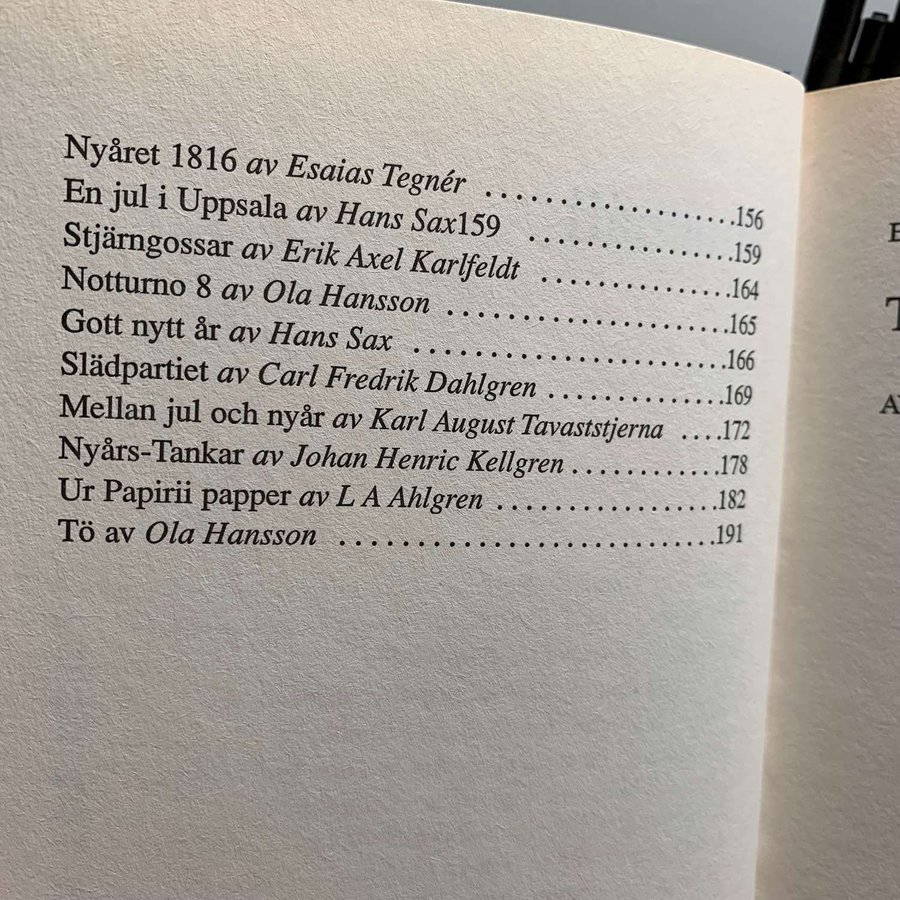 Nyåret 1816 av Esaias Tegnér ........................156
En jul i Uppsala av Hans Sax159 ....................159
Stjärngossar av Erik Axel Karlfeldt ..................164
Notturno 8 av Ola Hansson ...........................165
Gott nytt år av Hans Sax ..............................166
Slädpartiet av Carl Fredrik Dahlgren .................169
Mellan jul och nyår av Karl August Tavaststjerna ....172
Nyårs-Tankar av Johan Henric Kellgren..............178
Ur Papirii papper av L A Ahlgren .....................182
Tö av Ola Hansson .................................191